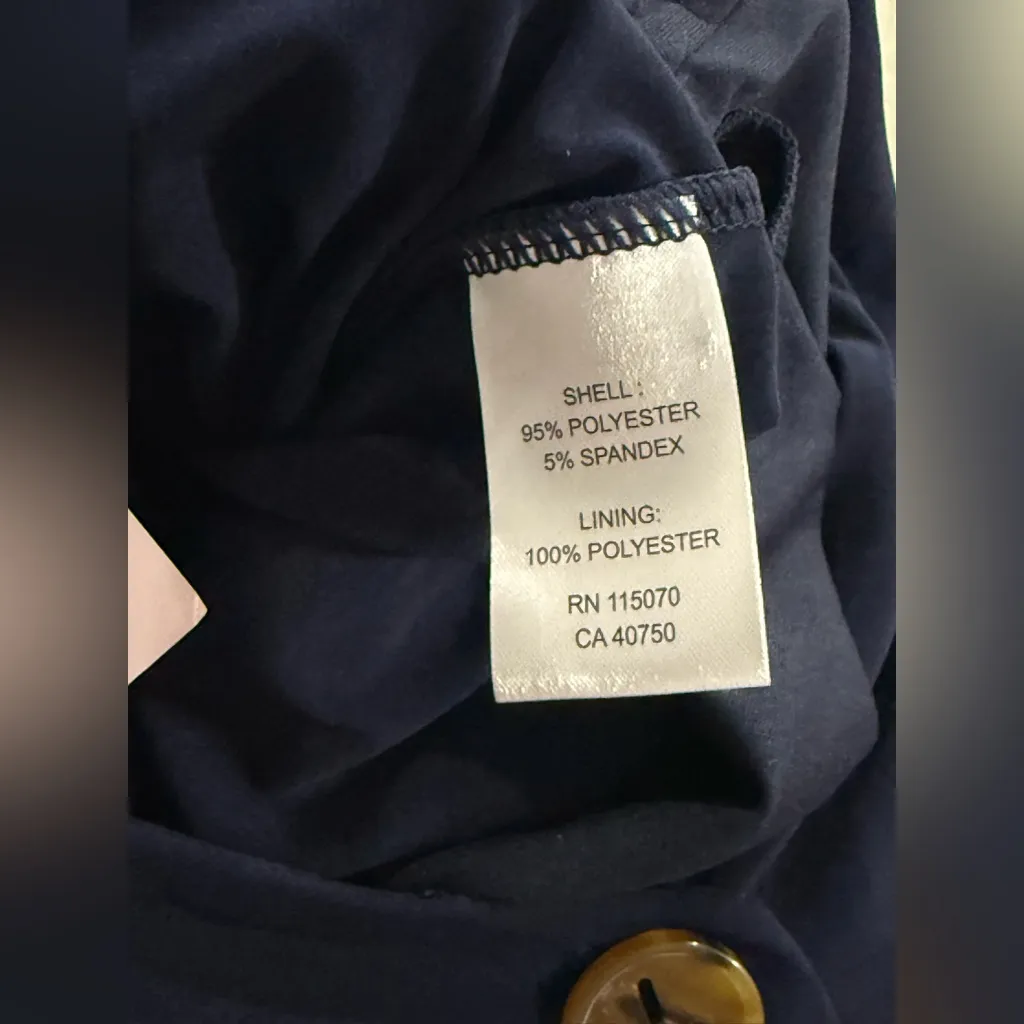 SHELL :
95% POLYESTER
5% SPANDEX
LINING:
100% POLYESTER
RN 115070
CA 40750